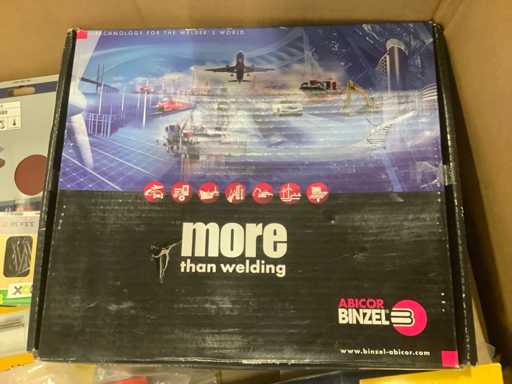 TECHNOLOGY FOR THE WELDER'S WORLD
more
than welding
ABICOR
BINZEL®
www.binzel-abicor.com